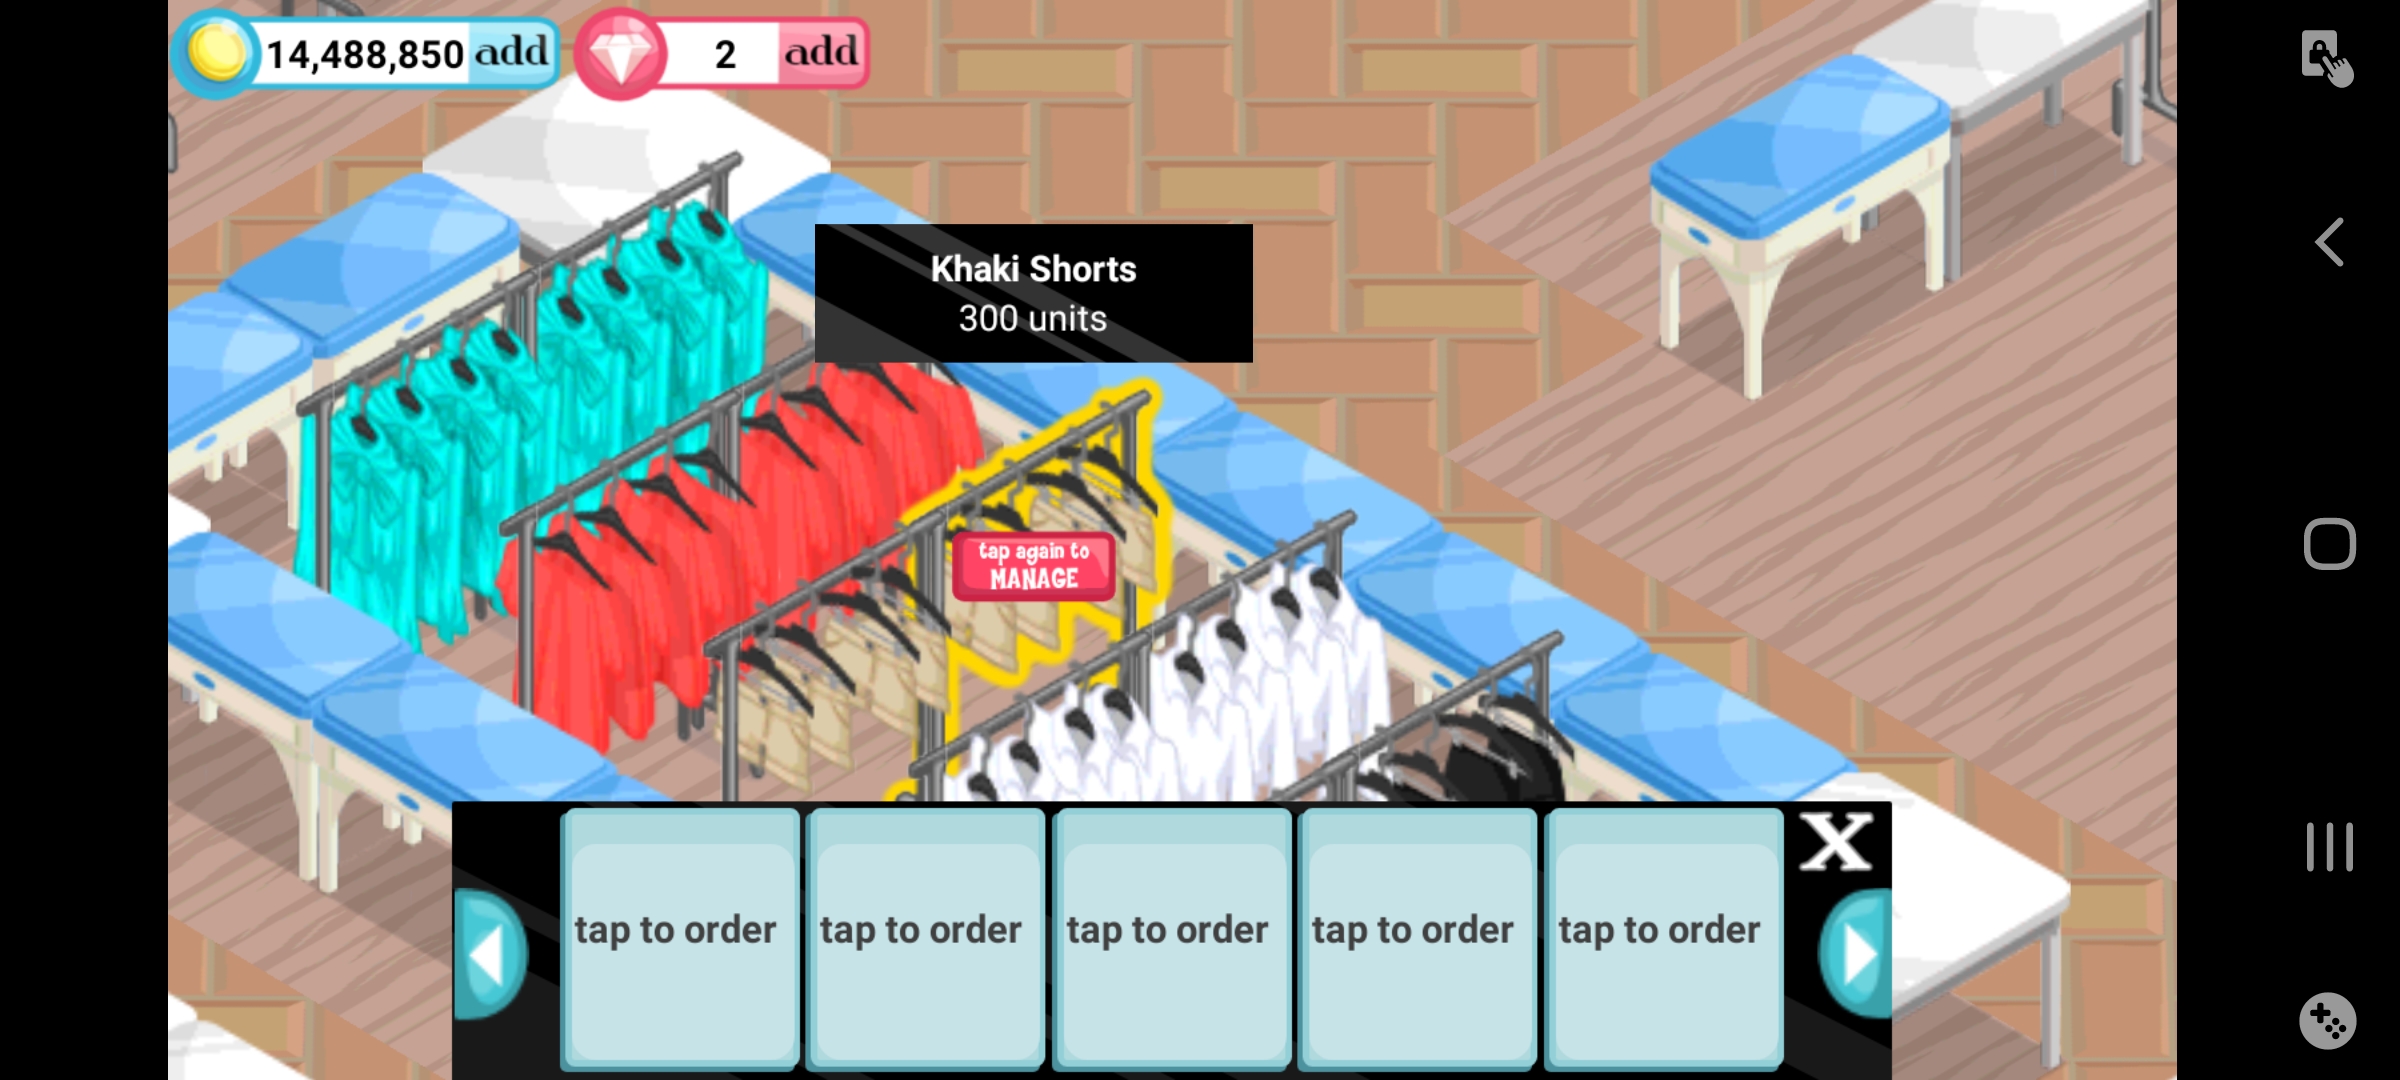 14,488,850 add 2 add
Khaki Shorts
300 units
tap again to
MANAGE
X
tap to order tap to order tap to order tap to order tap to order